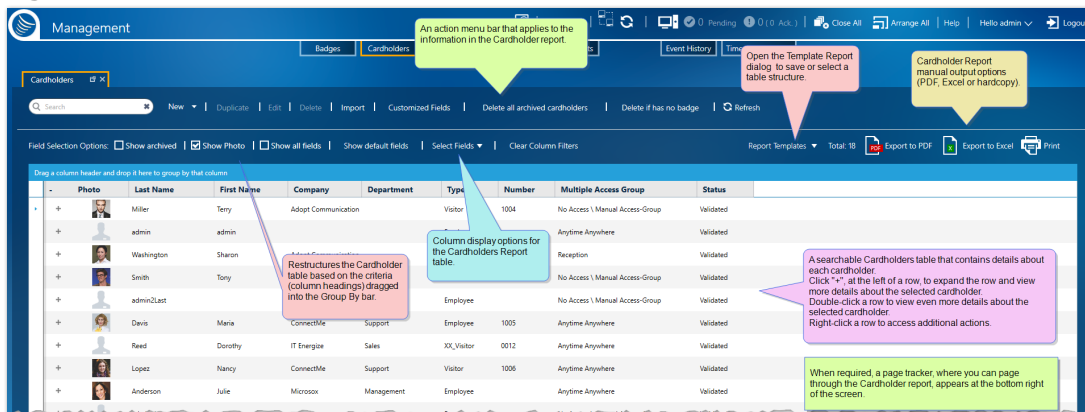 Management
0 Pending
0 ( 0 Ack. )
Close All
Arrange All
Help
Hello admin
Logou
Badges
Cardholders
Event History
An action menu bar that applies to the
information in the Cardholder report.
Open the Template Report
dialog to save or select a
table structure.
Cardholder Report
manual output options
(PDF, Excel or hardcopy).
Cardholders
Search
New
Duplicate
Edit
Delete
Import
Customized Fields
Delete all archived cardholders
Delete if has no badge
Refresh
Field Selection Options:
Show archived
Show Photo
Show all fields
Show default fields
Select Fields
Clear Column Filters
Report Templates
Total: 18
PDF
Export to PDF
Export to Excel
Print
Drag a column header and drop it here to group by that column
- Photo Last Name First Name Company Department Type Number Multiple Access Group Status
+ Miller Terry Adopt Communication Visitor 1004 No Access \ Manual Access-Group Validated
+ admin admin Anytime Anywhere Validated
+ Washington Sharon Reception Validated
+ Smith Tony No Access \ Manual Access-Group Validated
+ admin2Last Employee No Access \ Manual Access-Group Validated
+ Davis Maria ConnectMe Support Employee 1005 Anytime Anywhere Validated
+ Reed Dorothy IT Energize Sales XX_Visitor 0012 Anytime Anywhere Validated
+ Lopez Nancy ConnectMe Support Visitor 1006 Anytime Anywhere Validated
+ Anderson Julie Microsox Management Employee Anytime Anywhere Validated
Restructures the Cardholder
table based on the criteria
(column headings) dragged
into the Group By bar.
Column display options for
the Cardholders Report
table.
A searchable Cardholders table that contains details about
each cardholder.
Click "+", at the left of a row, to expand the row and view
more details about the selected cardholder.
Double-click a row to view even more details about the
selected cardholder.
Right-click a row to access additional actions.
When required, a page tracker, where you can page
through the Cardholder report, appears at the bottom right
of the screen.